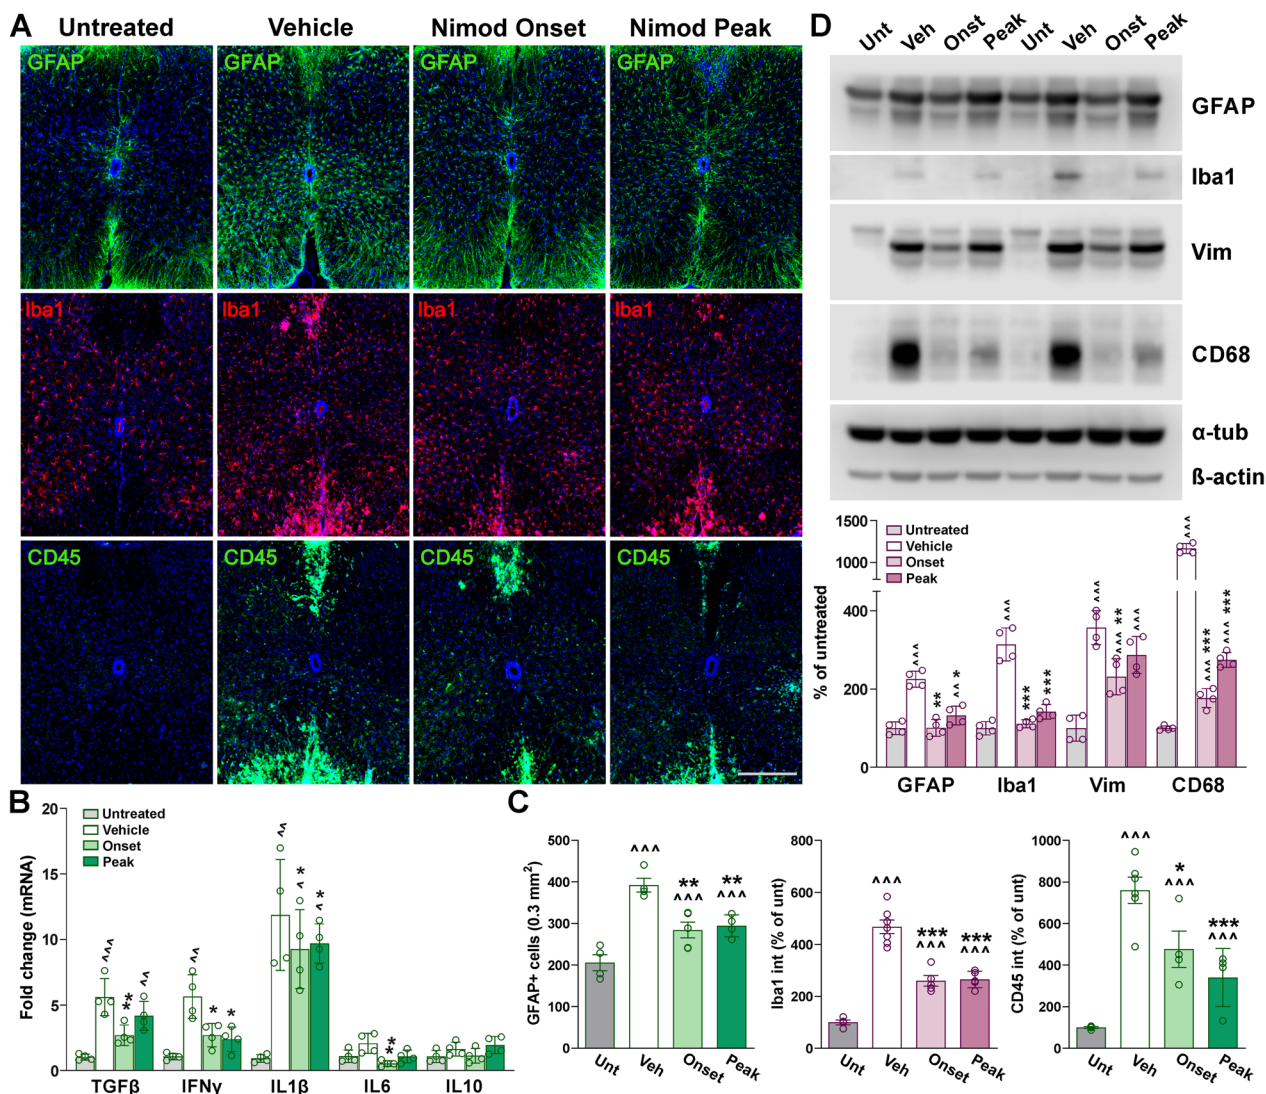 A
Untreated Vehicle Nimod Onset Nimod Peak
GFAP GFAP GFAP GFAP
Iba1 Iba1 Iba1 Iba1
CD45 CD45 CD45 CD45
D
Unt Veh Onst Peak Unt Veh Onst Peak
GFAP
Iba1
Vim
CD68
α-tub
ß-actin
% of untreated
1500
1000
400
200
0
Untreated
Vehicle
Onset
Peak
^^^ ** ^^ * ^^^ *** *** ^^^ ^^^ ** ^^^ ^^^ ^^^ *** ^^^ ***
GFAP Iba1 Vim CD68
B
Fold change (mRNA)
20
15
10
5
0
Untreated
Vehicle
Onset
Peak
^^^ ** ^^ ^^ * * ^^ ^ * ^ * **
TGFβ IFNγ IL1β IL6 IL10
C
GFAP+ cells (0.3 mm²)
500
400
300
200
100
0
^^^ ** ^^^ ** ^^^
Unt Veh Onset Peak
Iba1 int (% of unt)
800
600
400
200
0
^^^ *** ^^^ *** ^^^
Unt Veh Onset Peak
CD45 int (% of unt)
1000
800
600
400
200
0
^^^ * ^^^ *** ^^^
Unt Veh Onset Peak